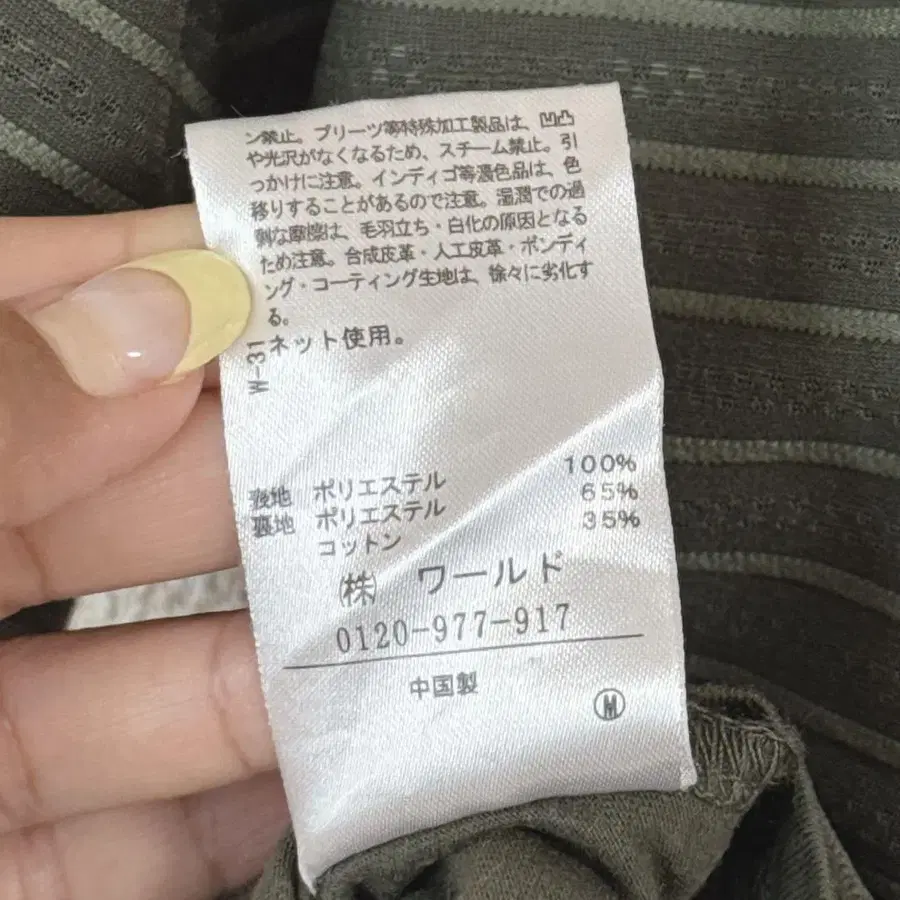 ン禁止。プリーツ等特殊加工製品は、凹凸
や光沢がなくなるため、スチーム禁止。引
っかけに注意。インディゴ等濃色品は、色
移りすることがあるので注意。湿潤での過
剰な摩擦は、毛羽立ち・白化の原因となる
ため注意。合成皮革・人工皮革・ボンディ
ング・コーティング生地は、徐々に劣化す
る。
W-31 ネット使用。
表地 ポリエステル 100%
裏地 ポリエステル 65%
コットン 35%
(株) ワールド
0120-977-917
中国製
M